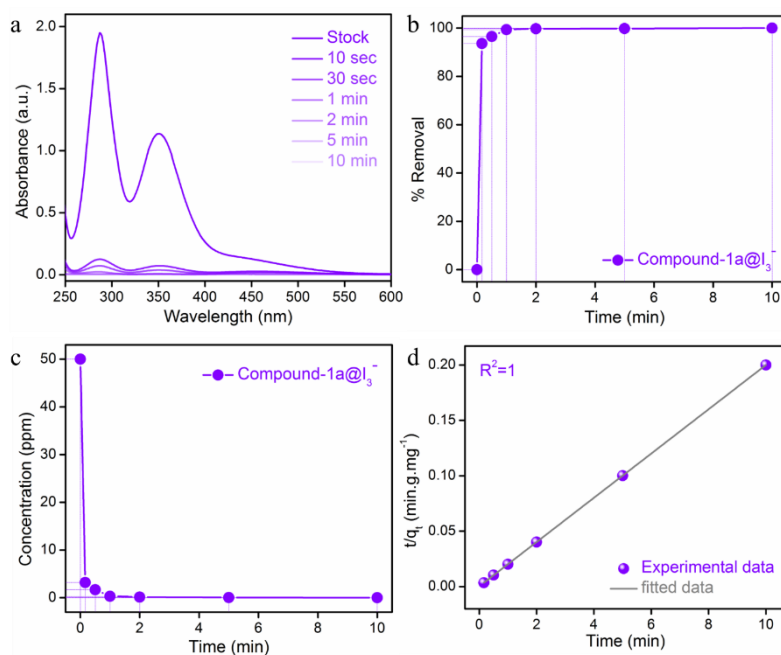 a
Stock
10 sec
30 sec
1 min
2 min
5 min
10 min
2.0
1.5
1.0
0.5
0.0
Absorbance (a.u.)
250 300 350 400 450 500 550 600
Wavelength (nm)
b
100
80
60
40
20
0
% Removal
Compound-1a@I₃⁻
0 2 4 6 8 10
Time (min)
c
50
40
30
20
10
0
Concentration (ppm)
Compound-1a@I₃⁻
0 2 4 6 8 10
Time (min)
d
R²=1
0.20
0.15
0.10
0.05
0.00
t/qₜ (min.g.mg⁻¹)
Experimental data
fitted data
0 2 4 6 8 10
Time (min)